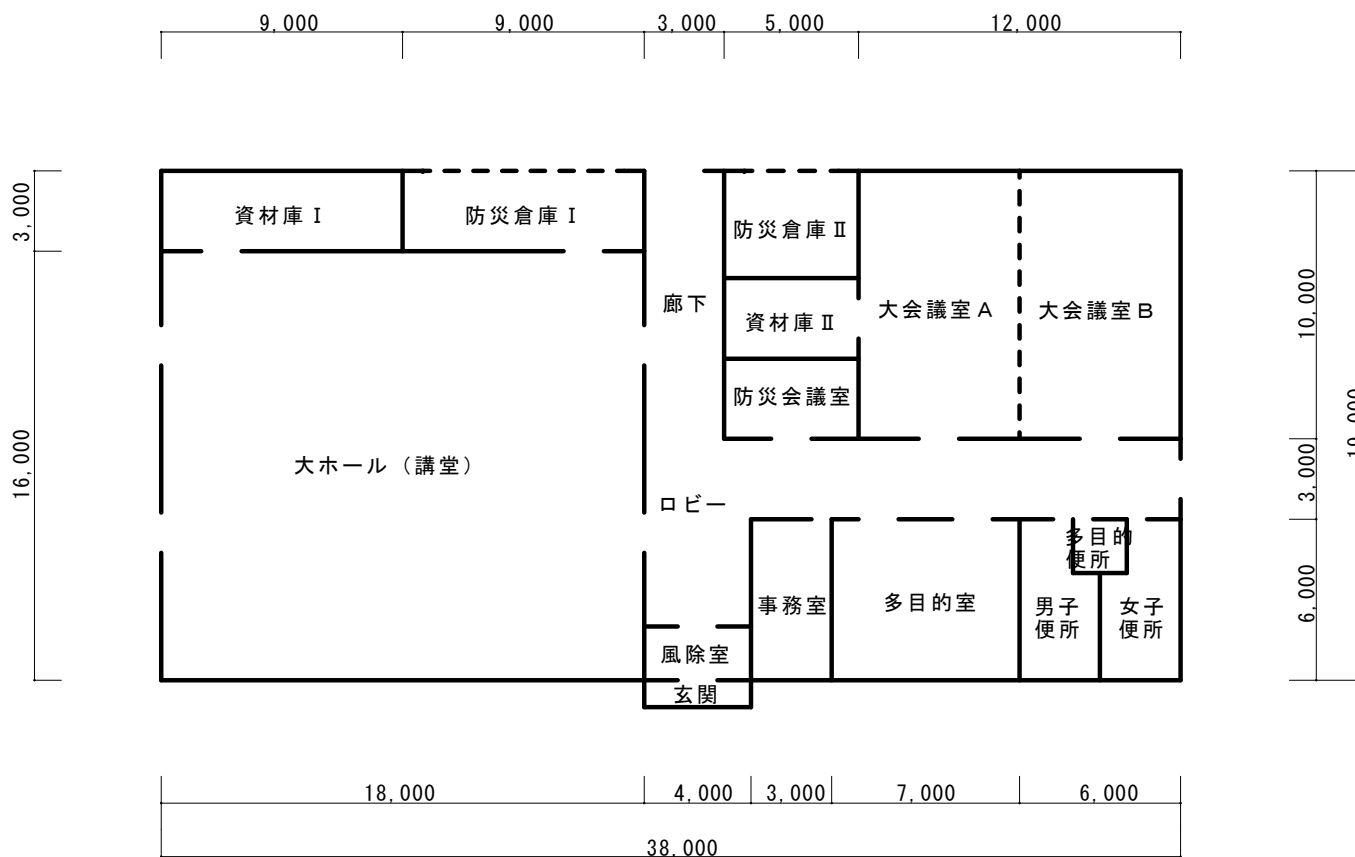 9,000
9,000
3,000
5,000
12,000
3,000
16,000
資材庫Ⅰ
防災倉庫Ⅰ
防災倉庫Ⅱ
廊下
資材庫Ⅱ
大会議室A
大会議室B
防災会議室
大ホール（講堂）
ロビー
事務室
多目的室
多目的
便所
男子
便所
女子
便所
風除室
玄関
10,000
3,000
6,000
18,000
4,000
3,000
7,000
6,000
38,000